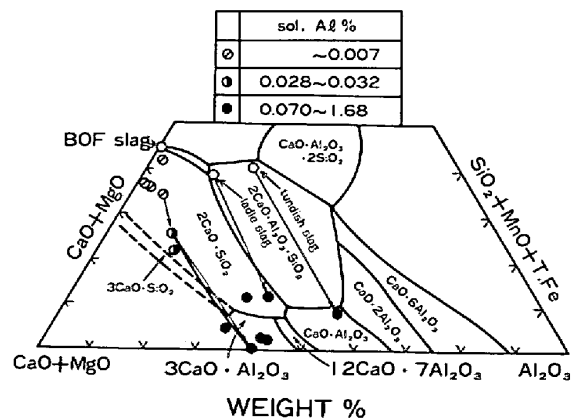 sol. Aℓ %
~0.007
0.028~0.032
0.070~1.68
BOF slag
CaO·Al₂O₃
·2SiO₂
CaO+MgO
SiO₂+MnO+T.Fe
2CaO·SiO₂
ladle slag
2CaO·Al₂O₃·SiO₂
tundish slag
3CaO·SiO₂
CaO·Al₂O₃
CaO·2Al₂O₃
CaO·6Al₂O₃
CaO+MgO
3CaO·Al₂O₃
12CaO·7Al₂O₃
Al₂O₃
WEIGHT %